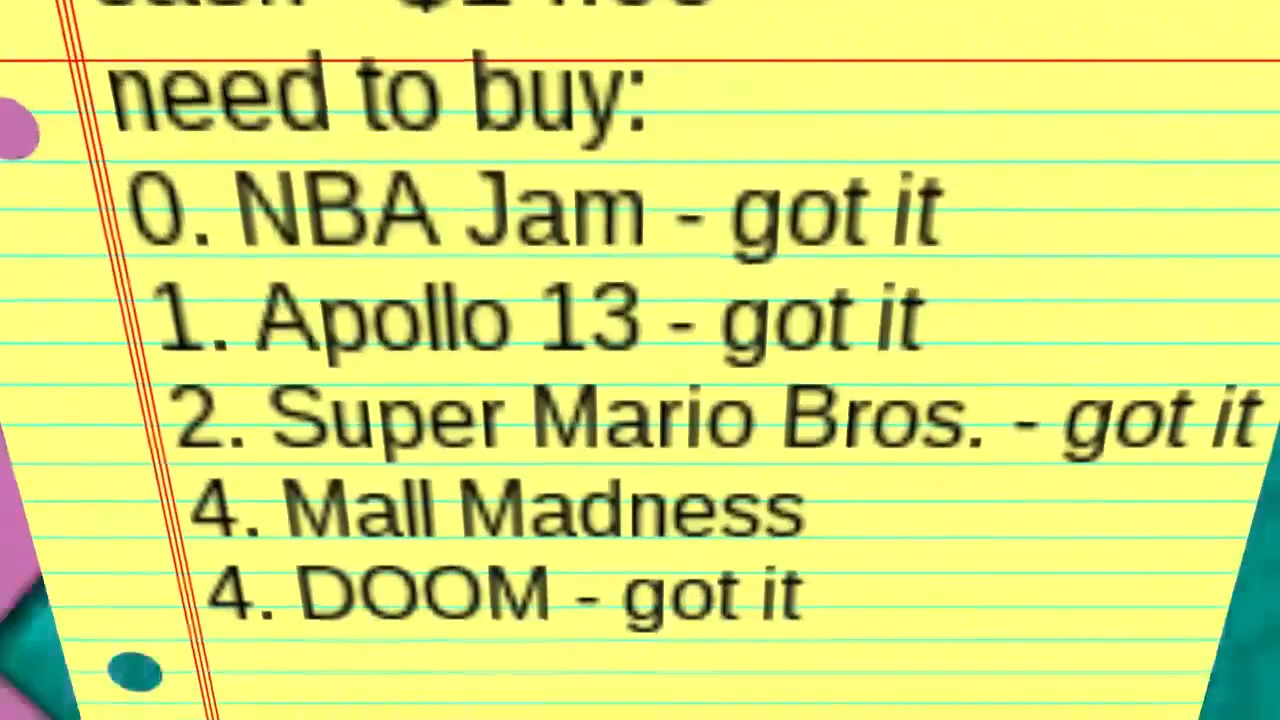 need to buy:
0. NBA Jam - got it
1. Apollo 13 - got it
2. Super Mario Bros. - got it
4. Mall Madness
4. DOOM - got it